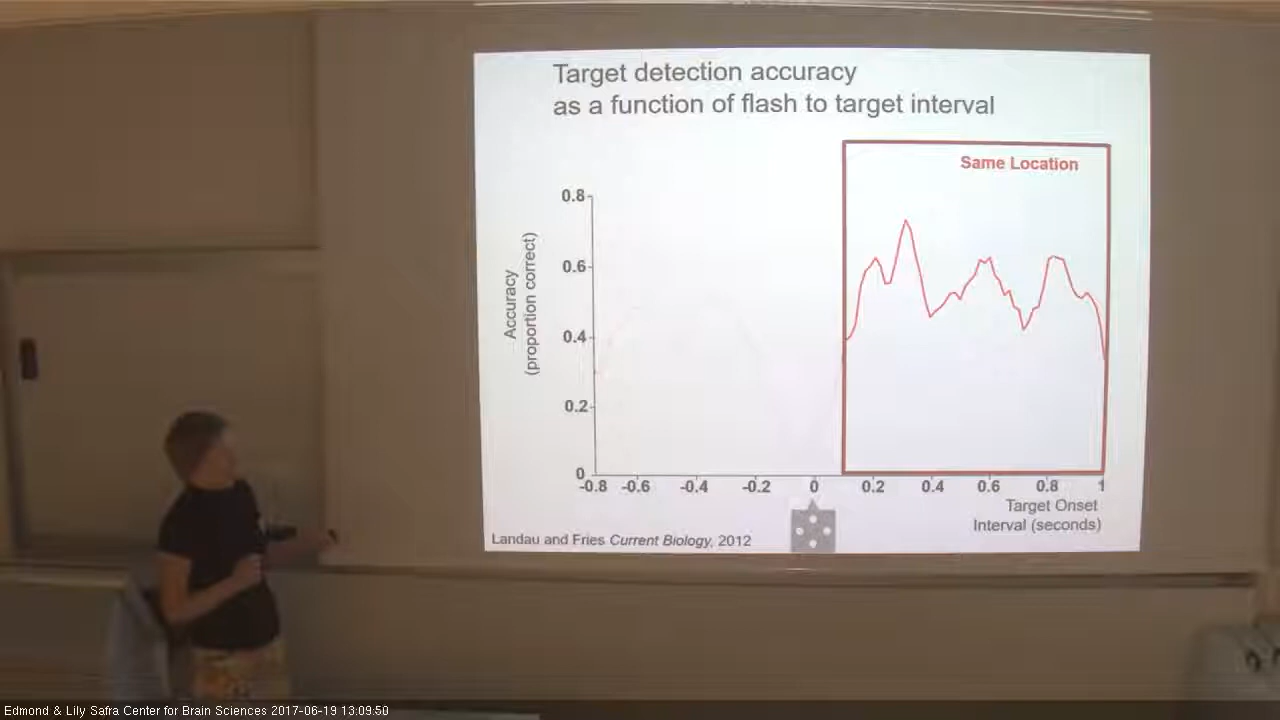 Target detection accuracy
as a function of flash to target interval
Same Location
0.8
0.6
0.4
0.2
0
Accuracy
(proportion correct)
-0.8 -0.6 -0.4 -0.2 0 0.2 0.4 0.6 0.8 1
Target Onset
Interval (seconds)
Landau and Fries Current Biology, 2012
Edmond & Lily Safra Center for Brain Sciences 2017-06-19 13:09:50